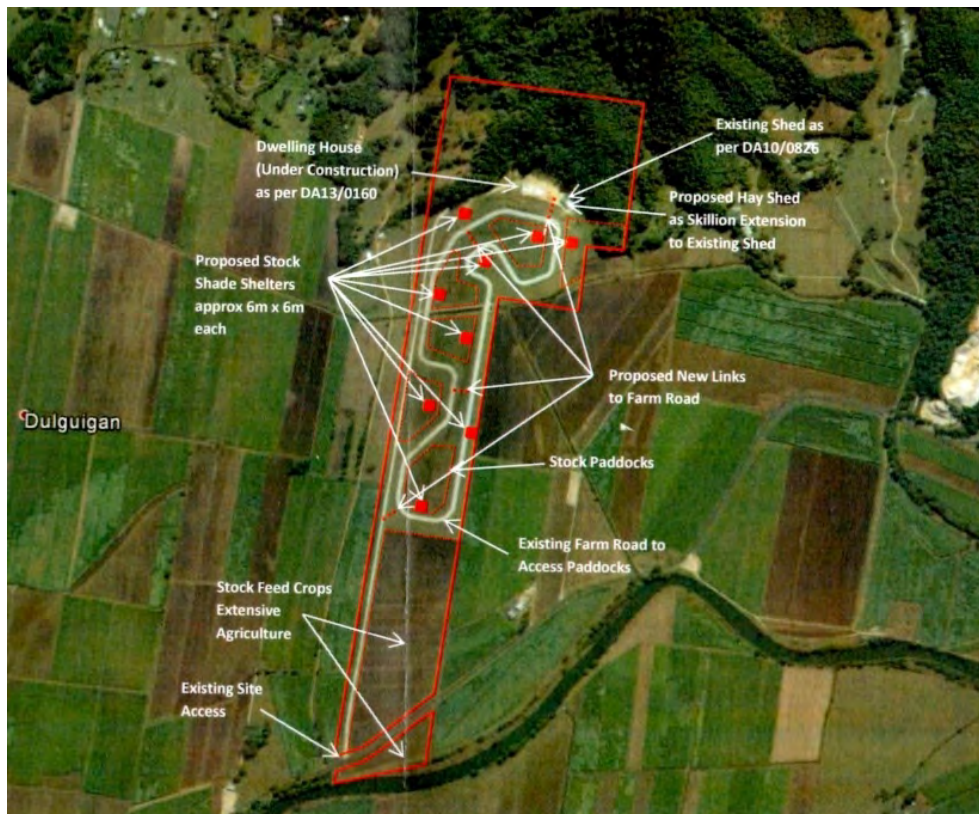 Existing Shed as
per DA10/0826
Dwelling House
(Under Construction)
as per DA13/0160
Proposed Hay Shed
as Skillion Extension
to Existing Shed
Proposed Stock
Shade Shelters
approx 6m x 6m
each
Proposed New Links
to Farm Road
Dulguigan
Stock Paddocks
Existing Farm Road to
Access Paddocks
Stock Feed Crops
Extensive
Agriculture
Existing Site
Access